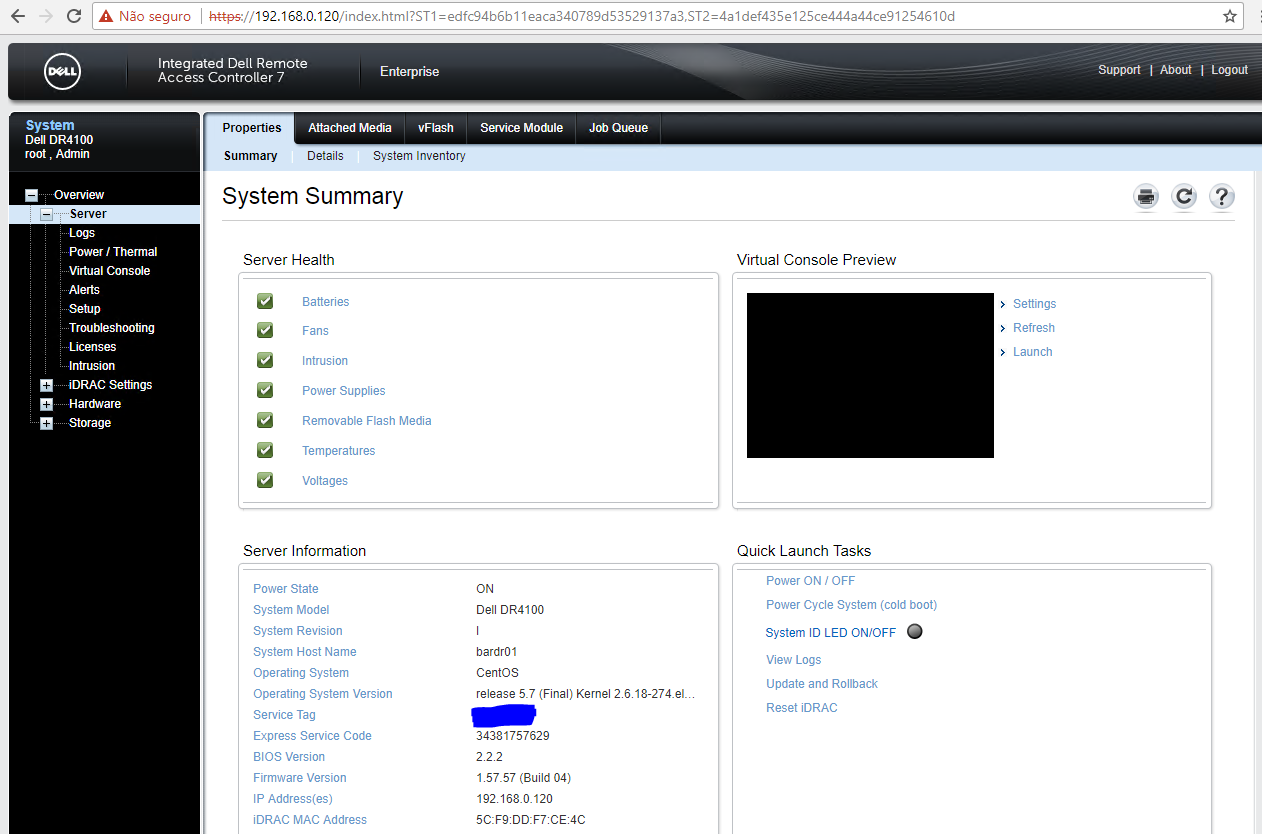 Não seguro | https://192.168.0.120/index.html?ST1=edfc94b6b11eaca340789d53529137a3,ST2=4a1def435e125ce444a44ce91254610d
DELL
Integrated Dell Remote
Access Controller 7
Enterprise
Support | About | Logout
System
Dell DR4100
root , Admin
Overview
Server
Logs
Power / Thermal
Virtual Console
Alerts
Setup
Troubleshooting
Licenses
Intrusion
iDRAC Settings
Hardware
Storage
Properties Attached Media vFlash Service Module Job Queue
Summary Details System Inventory
System Summary
Server Health
Batteries
Fans
Intrusion
Power Supplies
Removable Flash Media
Temperatures
Voltages
Virtual Console Preview
Settings
Refresh
Launch
Server Information
Power State ON
System Model Dell DR4100
System Revision I
System Host Name bardr01
Operating System CentOS
Operating System Version release 5.7 (Final) Kernel 2.6.18-274.el...
Service Tag
Express Service Code 34381757629
BIOS Version 2.2.2
Firmware Version 1.57.57 (Build 04)
IP Address(es) 192.168.0.120
iDRAC MAC Address 5C:F9:DD:F7:CE:4C
Quick Launch Tasks
Power ON / OFF
Power Cycle System (cold boot)
System ID LED ON/OFF
View Logs
Update and Rollback
Reset iDRAC